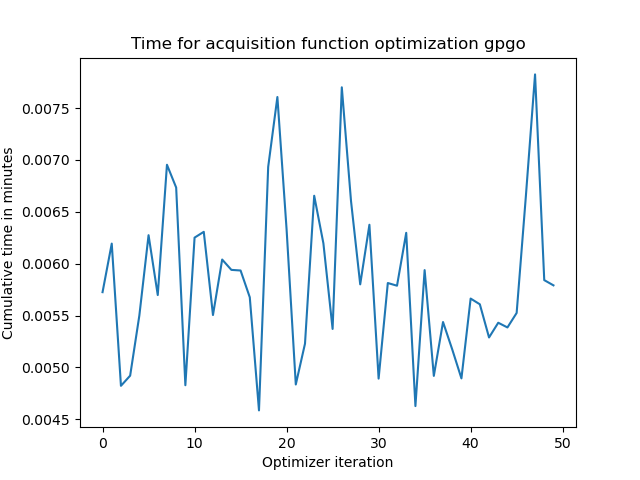 Time for acquisition function optimization gpgo
Cumulative time in minutes
0.0075
0.0070
0.0065
0.0060
0.0055
0.0050
0.0045
0 10 20 30 40 50
Optimizer iteration